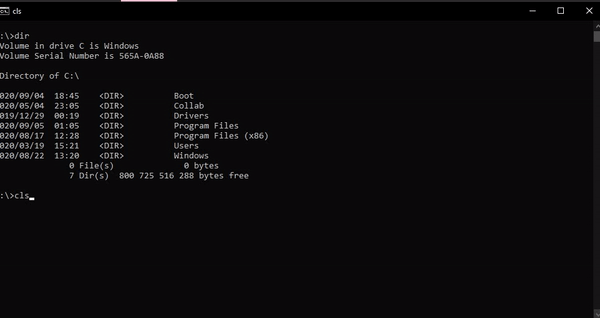 cls
:\>dir
Volume in drive C is Windows
Volume Serial Number is 565A-0A88
Directory of C:\
020/09/04 18:45 <DIR> Boot
020/05/04 23:05 <DIR> Collab
019/12/29 00:19 <DIR> Drivers
020/09/05 01:05 <DIR> Program Files
020/08/17 12:28 <DIR> Program Files (x86)
020/03/19 15:21 <DIR> Users
020/08/22 13:20 <DIR> Windows
0 File(s) 0 bytes
7 Dir(s) 800 725 516 288 bytes free
:\>cls